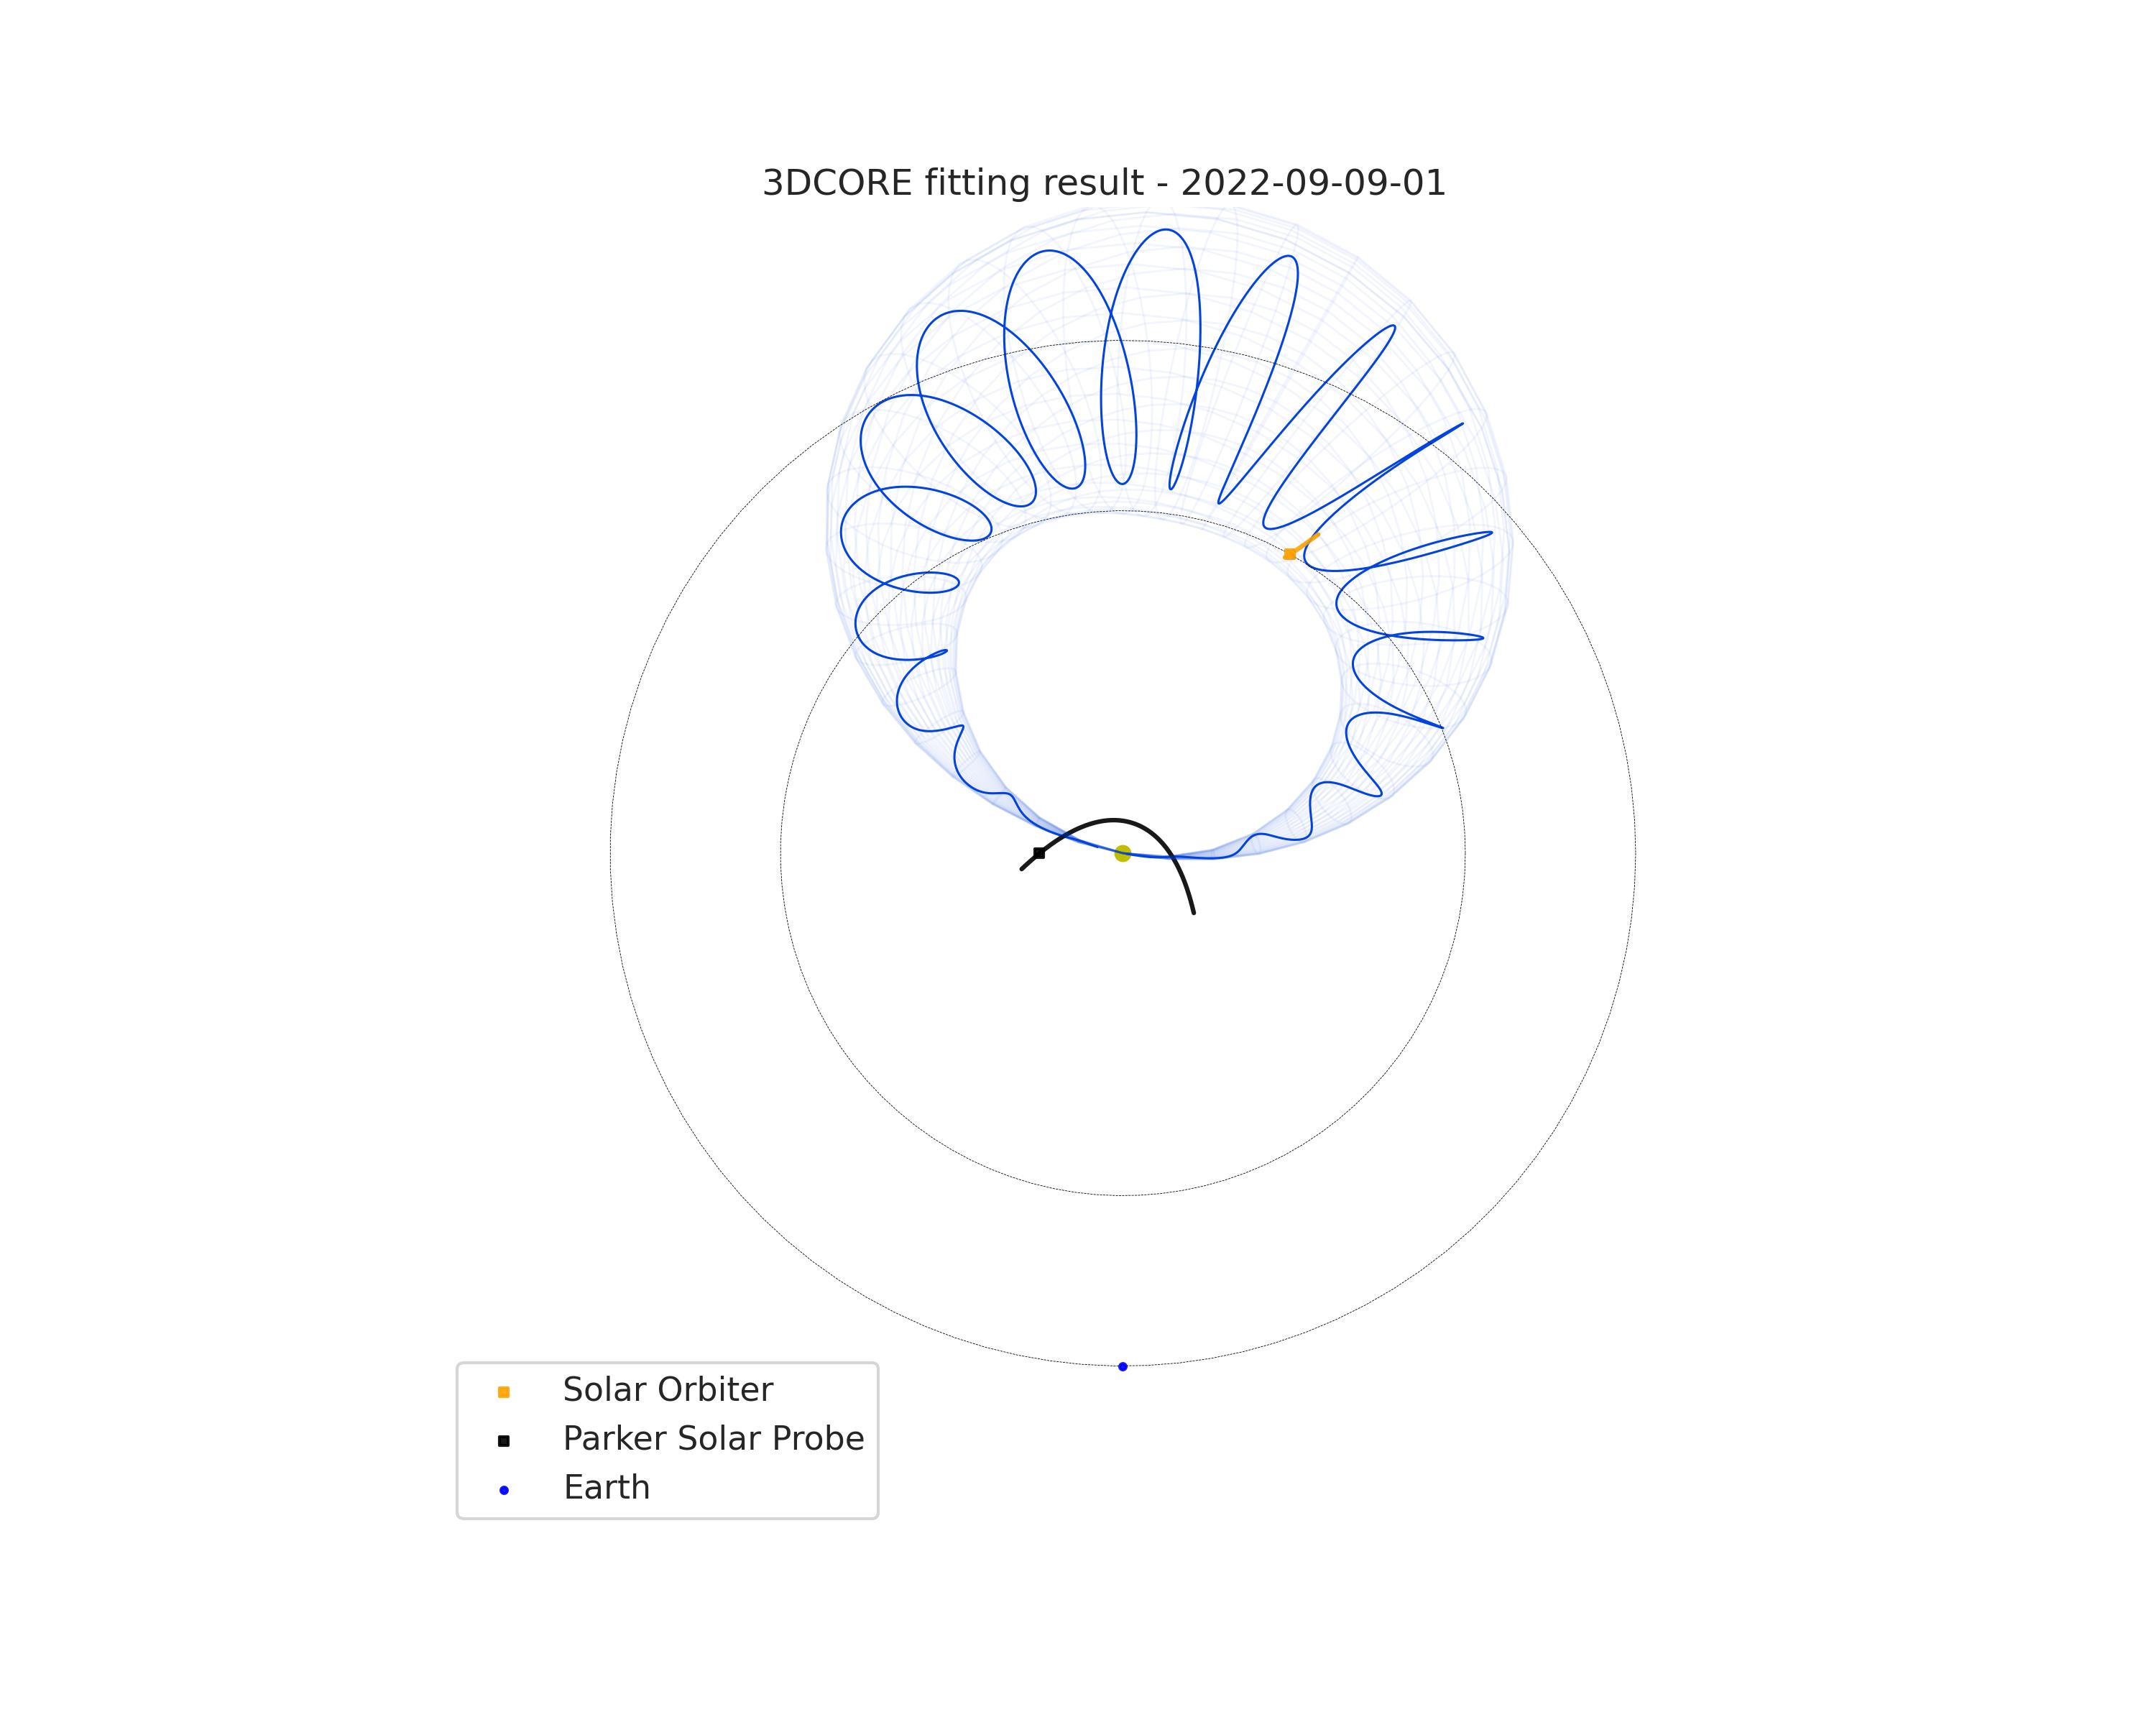 3DCORE fitting result - 2022-09-09-01
Solar Orbiter
Parker Solar Probe
Earth